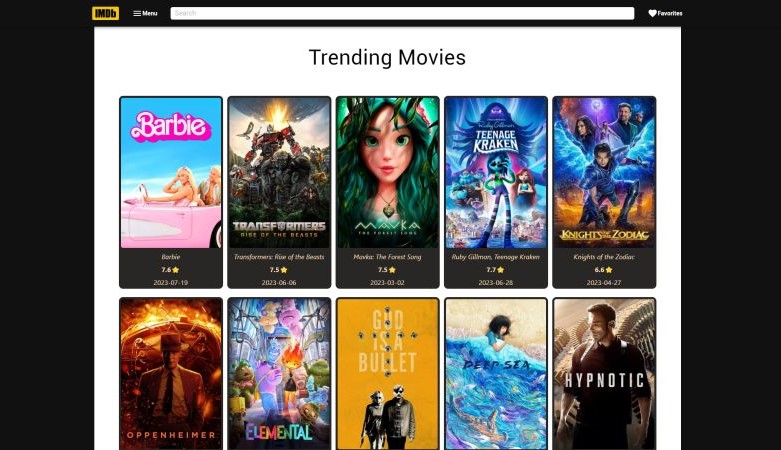 IMDb
Menu
Search...
Favorites
Trending Movies
Barbie
TRANSFORMERS
RISE OF THE BEASTS
MAVKA
THE FOREST SONG
Ruby Gillman,
TEENAGE
KRAKEN
KNIGHTS OF THE ZODIAC
Barbie
Transformers: Rise of the Beasts
Mavka: The Forest Song
Ruby Gillman, Teenage Kraken
Knights of the Zodiac
7.6
7.5
7.5
7.7
6.6
2023-07-19
2023-06-06
2023-03-02
2023-06-28
2023-04-27
OPPENHEIMER
ELEMENTAL
GOD
IS A
BULLET
DEEP SEA
HYPNOTIC